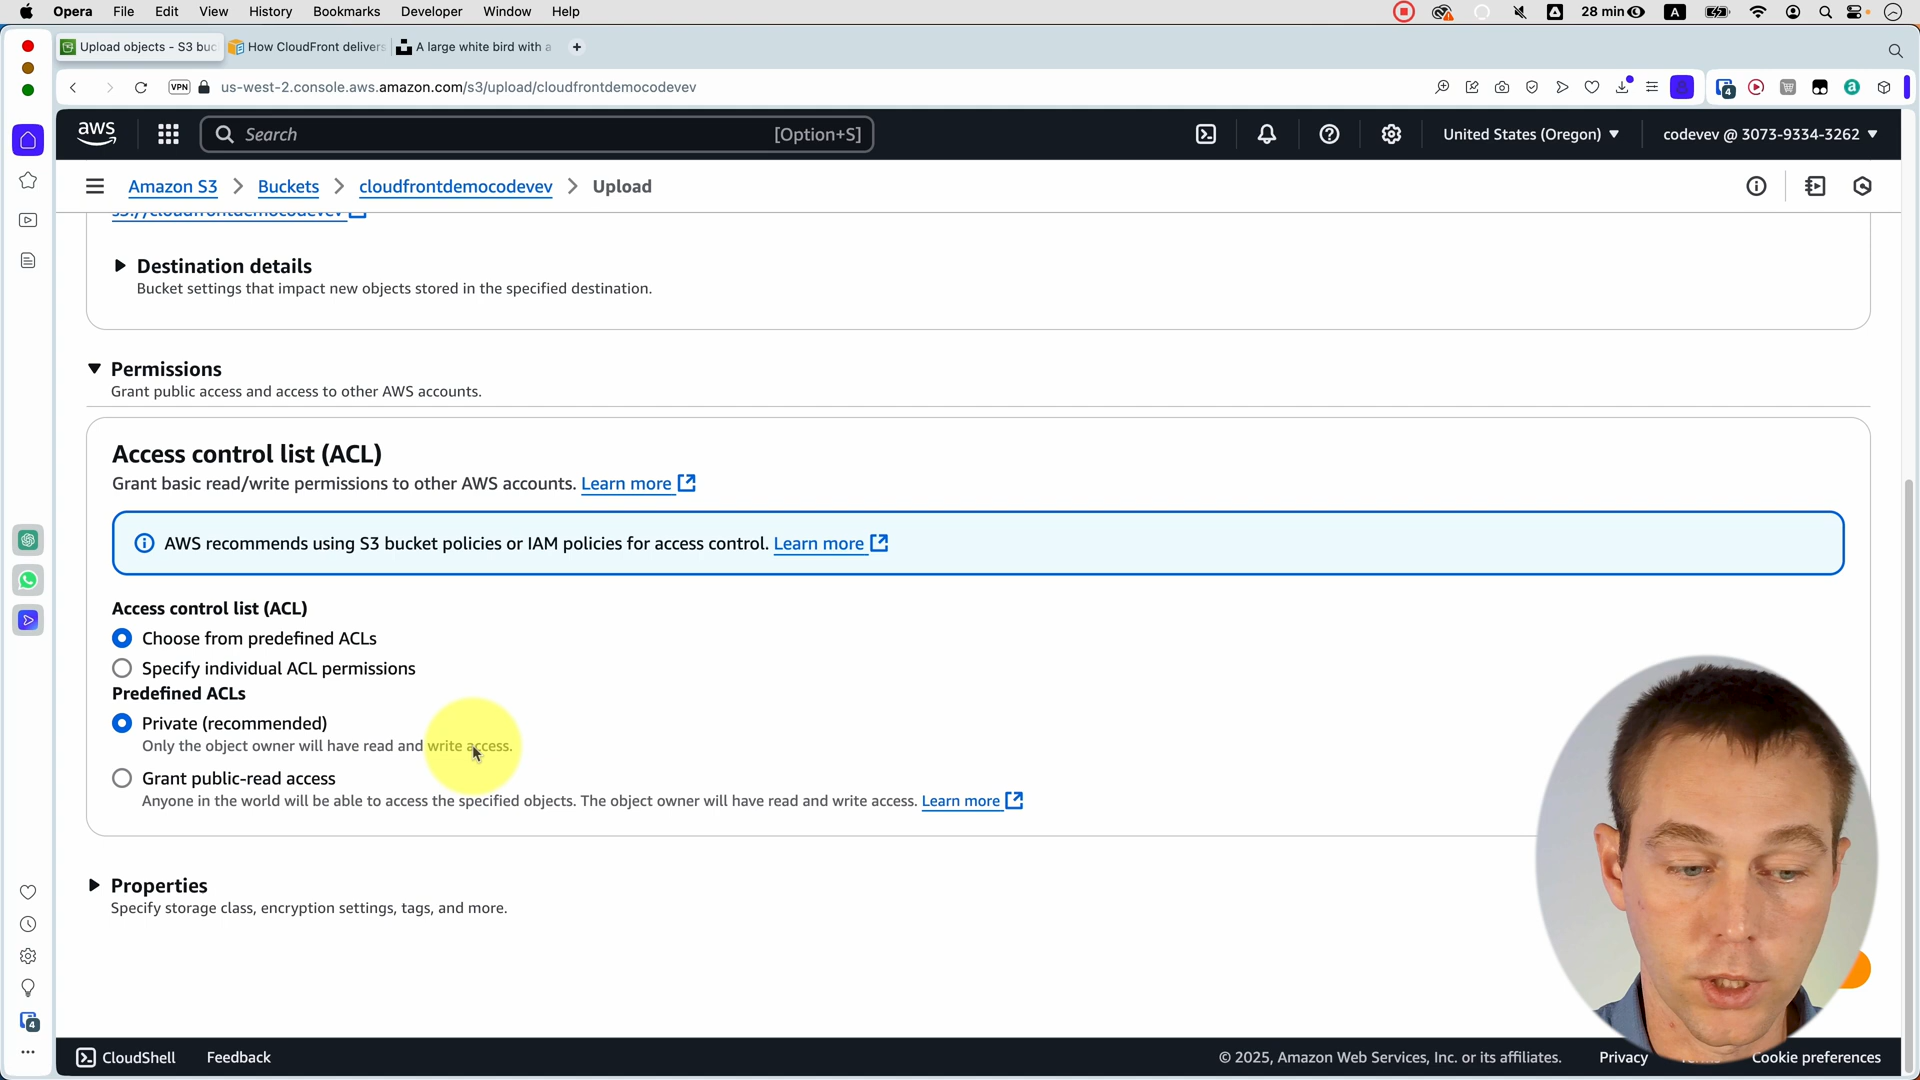 Opera File Edit View History Bookmarks Developer Window Help
28 min
A
Upload objects - S3 buc
How CloudFront delivers
A large white bird with a
VPN
us-west-2.console.aws.amazon.com/s3/upload/cloudfrontdemocodevev
4
a
aws
Search
[Option+S]
United States (Oregon)
codevev @ 3073-9334-3262
Amazon S3 > Buckets > cloudfrontdemocodevev > Upload
s3://cloudfrontdemocodevev
Destination details
Bucket settings that impact new objects stored in the specified destination.
Permissions
Grant public access and access to other AWS accounts.
Access control list (ACL)
Grant basic read/write permissions to other AWS accounts. Learn more
AWS recommends using S3 bucket policies or IAM policies for access control. Learn more
Access control list (ACL)
Choose from predefined ACLs
Specify individual ACL permissions
Predefined ACLs
Private (recommended)
Only the object owner will have read and write access.
Grant public-read access
Anyone in the world will be able to access the specified objects. The object owner will have read and write access. Learn more
Properties
Specify storage class, encryption settings, tags, and more.
4
CloudShell
Feedback
© 2025, Amazon Web Services, Inc. or its affiliates.
Privacy
Cookie preferences